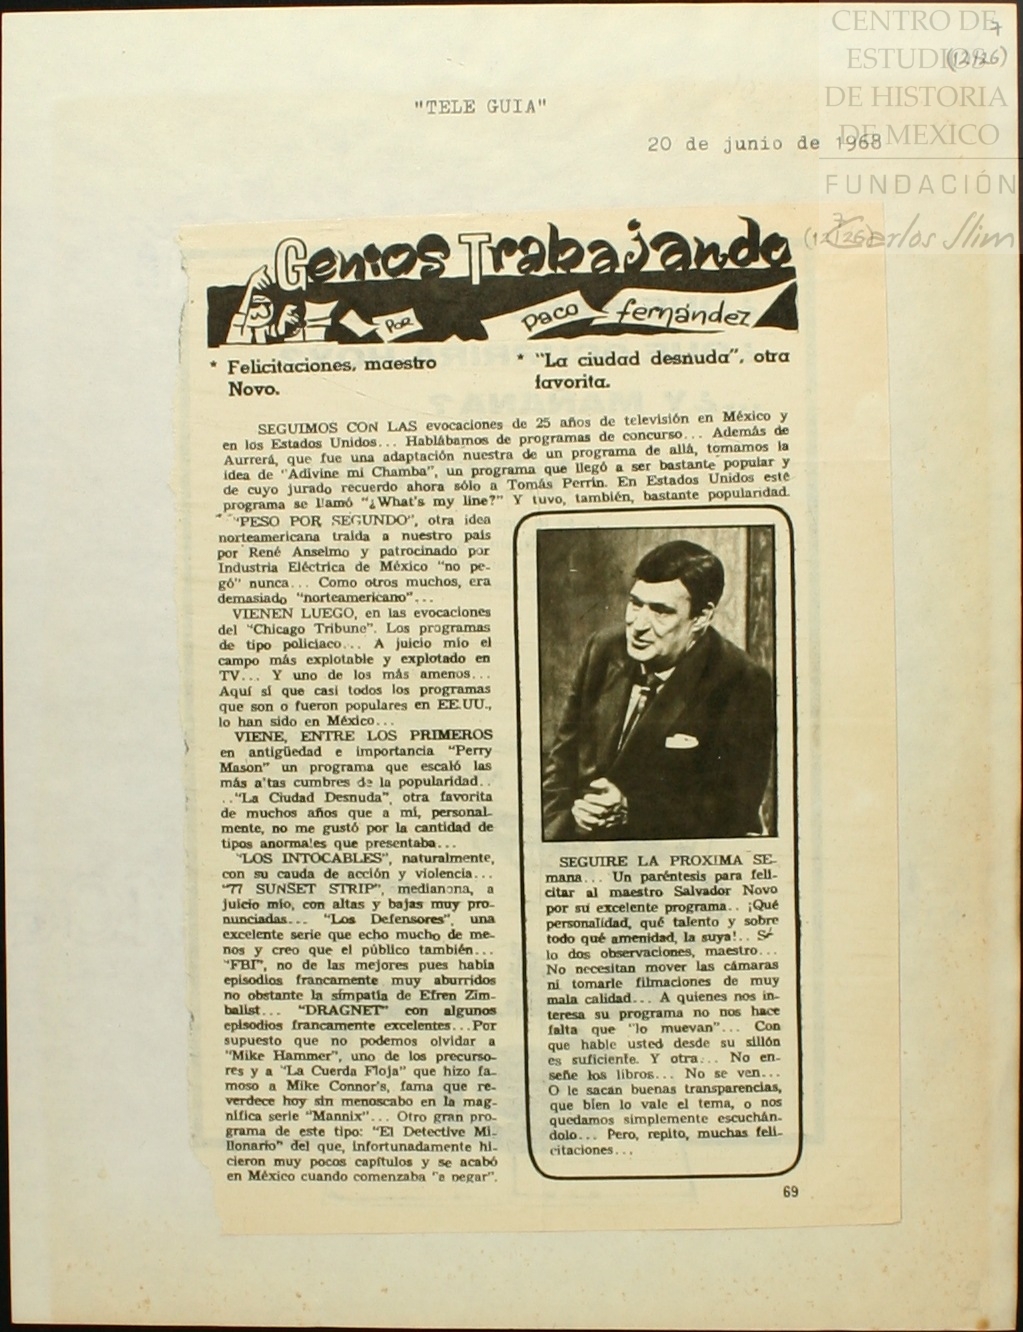 CENTRO DE
ESTUDIOS
DE HISTORIA
DE MEXICO
FUNDACIÓN
Carlos Slim
7
(12126)
"TELE GUIA"
20 de junio de 1968
3
(12126)
Genios Trabajando
por paco fernández
* Felicitaciones, maestro
Novo.
* "La ciudad desnuda", otra
favorita.
SEGUIMOS CON LAS evocaciones de 25 años de televisión en México y
en los Estados Unidos... Hablábamos de programas de concurso... Además de
Aurrerá, que fue una adaptación nuestra de un programa de allá, tomamos la
idea de "Adivine mi Chamba", un programa que llegó a ser bastante popular y
de cuyo jurado recuerdo ahora sólo a Tomás Perrín. En Estados Unidos este
programa se llamó "¿What's my line?" Y tuvo, también, bastante popularidad.
"PESO POR SEGUNDO", otra idea
norteamericana traída a nuestro país
por René Anselmo y patrocinado por
Industria Eléctrica de México "no pe-
gó" nunca... Como otros muchos, era
demasiado "norteamericano"...
VIENEN LUEGO, en las evocaciones
del "Chicago Tribune". Los programas
de tipo policiaco... A juicio mío el
campo más explotable y explotado en
TV... Y uno de los más amenos...
Aquí sí que casi todos los programas
que son o fueron populares en EE.UU.,
lo han sido en México...
VIENE, ENTRE LOS PRIMEROS
en antigüedad e importancia "Perry
Mason" un programa que escaló las
más altas cumbres de la popularidad..
.."La Ciudad Desnuda", otra favorita
de muchos años que a mí, personal-
mente, no me gustó por la cantidad de
tipos anormales que presentaba...
"LOS INTOCABLES", naturalmente,
con su cauda de acción y violencia...
"77 SUNSET STRIP", medianona, a
juicio mío, con altas y bajas muy pro-
nunciadas... "Los Defensores", una
excelente serie que echo mucho de me-
nos y creo que el público también...
"FBI", no de las mejores pues había
episodios francamente muy aburridos
no obstante la simpatía de Efren Zim-
balist... "DRAGNET" con algunos
episodios francamente excelentes...Por
supuesto que no podemos olvidar a
"Mike Hammer", uno de los precurso-
res y a "La Cuerda Floja" que hizo fa-
moso a Mike Connor's, fama que re-
verdece hoy sin menoscabo en la mag-
nífica serie "Mannix"... Otro gran pro-
grama de este tipo: "El Detective Mi-
llonario" del que, infortunadamente hi-
cieron muy pocos capítulos y se acabó
en México cuando comenzaba "a pegar".
SEGUIRE LA PROXIMA SE-
mana... Un paréntesis para feli-
citar al maestro Salvador Novo
por su excelente programa.. ¡Qué
personalidad, qué talento y sobre
todo qué amenidad, la suya!.. Só-
lo dos observaciones, maestro...
No necesitan mover las cámaras
ni tomarle filmaciones de muy
mala calidad... A quienes nos in-
teresa su programa no nos hace
falta que "lo muevan"... Con
que hable usted desde su sillón
es suficiente. Y otra... No en-
señe los libros... No se ven...
O le sacan buenas transparencias,
que bien lo vale el tema, o nos
quedamos simplemente escuchán-
dolo... Pero, repito, muchas feli-
citaciones...
69